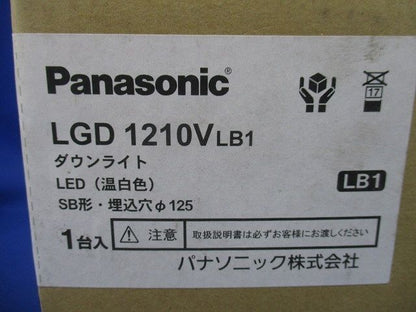 Panasonic®
17
LGD 1210VLB1
ダウンライト
LED（温白色）
LB1
SB形・埋込穴φ125
1台入
注意
取扱説明書は必ずお客様にお渡しください
パナソニック株式会社